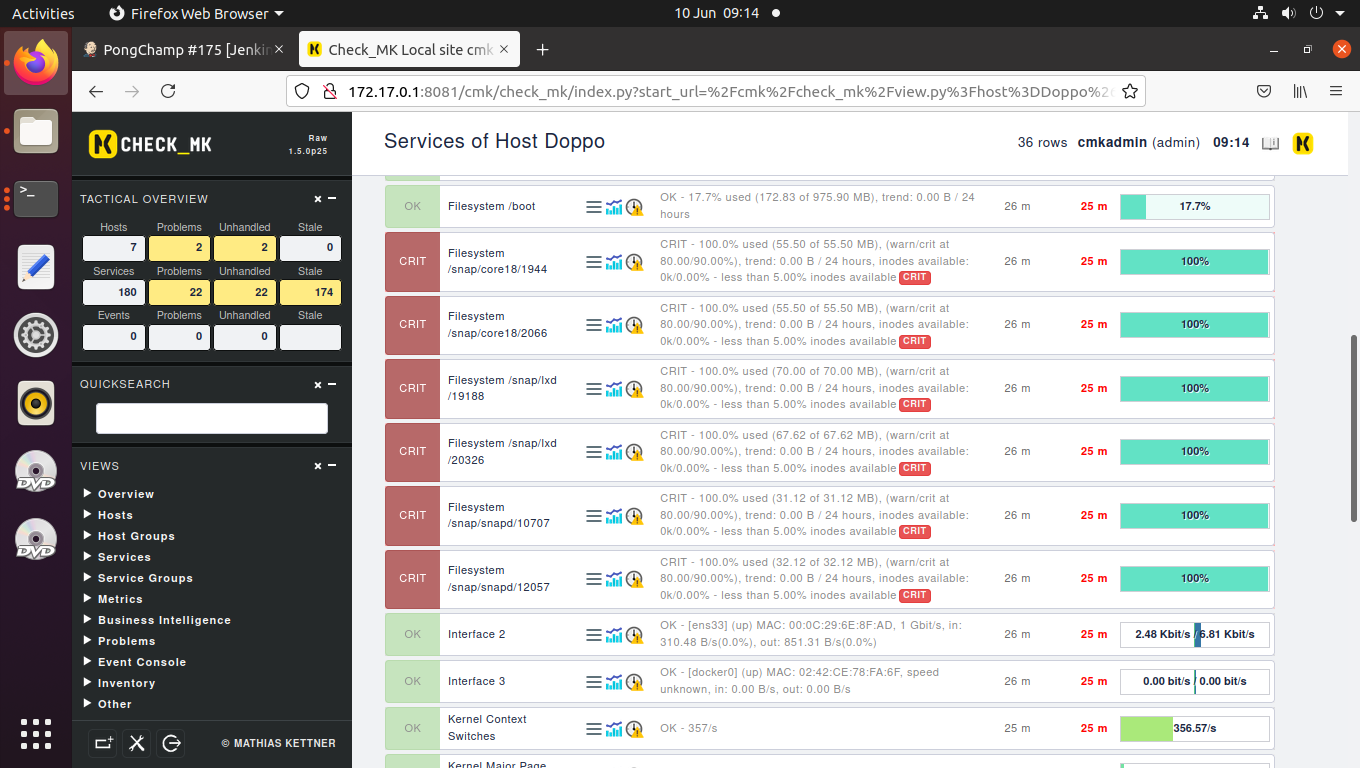 Activities
Firefox Web Browser
10 Jun 09:14
PongChamp #175 [Jenkin
Check_MK Local site cmk
172.17.0.1:8081/cmk/check_mk/index.py?start_url=%2Fcmk%2Fcheck_mk%2Fview.py%3Fhost%3DDoppo%2
CHECK_MK
Raw
1.5.0p25
Services of Host Doppo
36 rows cmkadmin (admin) 09:14
TACTICAL OVERVIEW
Hosts Problems Unhandled Stale
7 2 2 0
Services Problems Unhandled Stale
180 22 22 174
Events Problems Unhandled
0 0 0
QUICKSEARCH
VIEWS
Overview
Hosts
Host Groups
Services
Service Groups
Metrics
Business Intelligence
Problems
Event Console
Inventory
Other
© MATHIAS KETTNER
OK
Filesystem /boot
OK - 17.7% used (172.83 of 975.90 MB), trend: 0.00 B / 24
hours
26 m
25 m
17.7%
CRIT
Filesystem
/snap/core18/1944
CRIT - 100.0% used (55.50 of 55.50 MB), (warn/crit at
80.00/90.00%), trend: 0.00 B / 24 hours, inodes available:
0k/0.00% - less than 5.00% inodes available CRIT
26 m
25 m
100%
CRIT
Filesystem
/snap/core18/2066
CRIT - 100.0% used (55.50 of 55.50 MB), (warn/crit at
80.00/90.00%), trend: 0.00 B / 24 hours, inodes available:
0k/0.00% - less than 5.00% inodes available CRIT
26 m
25 m
100%
CRIT
Filesystem /snap/lxd
/19188
CRIT - 100.0% used (70.00 of 70.00 MB), (warn/crit at
80.00/90.00%), trend: 0.00 B / 24 hours, inodes available:
0k/0.00% - less than 5.00% inodes available CRIT
26 m
25 m
100%
CRIT
Filesystem /snap/lxd
/20326
CRIT - 100.0% used (67.62 of 67.62 MB), (warn/crit at
80.00/90.00%), trend: 0.00 B / 24 hours, inodes available:
0k/0.00% - less than 5.00% inodes available CRIT
26 m
25 m
100%
CRIT
Filesystem
/snap/snapd/10707
CRIT - 100.0% used (31.12 of 31.12 MB), (warn/crit at
80.00/90.00%), trend: 0.00 B / 24 hours, inodes available:
0k/0.00% - less than 5.00% inodes available CRIT
26 m
25 m
100%
CRIT
Filesystem
/snap/snapd/12057
CRIT - 100.0% used (32.12 of 32.12 MB), (warn/crit at
80.00/90.00%), trend: 0.00 B / 24 hours, inodes available:
0k/0.00% - less than 5.00% inodes available CRIT
26 m
25 m
100%
OK
Interface 2
OK - [ens33] (up) MAC: 00:0C:29:6E:8F:AD, 1 Gbit/s, in:
310.48 B/s(0.0%), out: 851.31 B/s(0.0%)
26 m
25 m
2.48 Kbit/s / 6.81 Kbit/s
OK
Interface 3
OK - [docker0] (up) MAC: 02:42:CE:78:FA:6F, speed
unknown, in: 0.00 B/s, out: 0.00 B/s
26 m
25 m
0.00 bit/s / 0.00 bit/s
OK
Kernel Context
Switches
OK - 357/s
25 m
25 m
356.57/s
Kernel Major Page